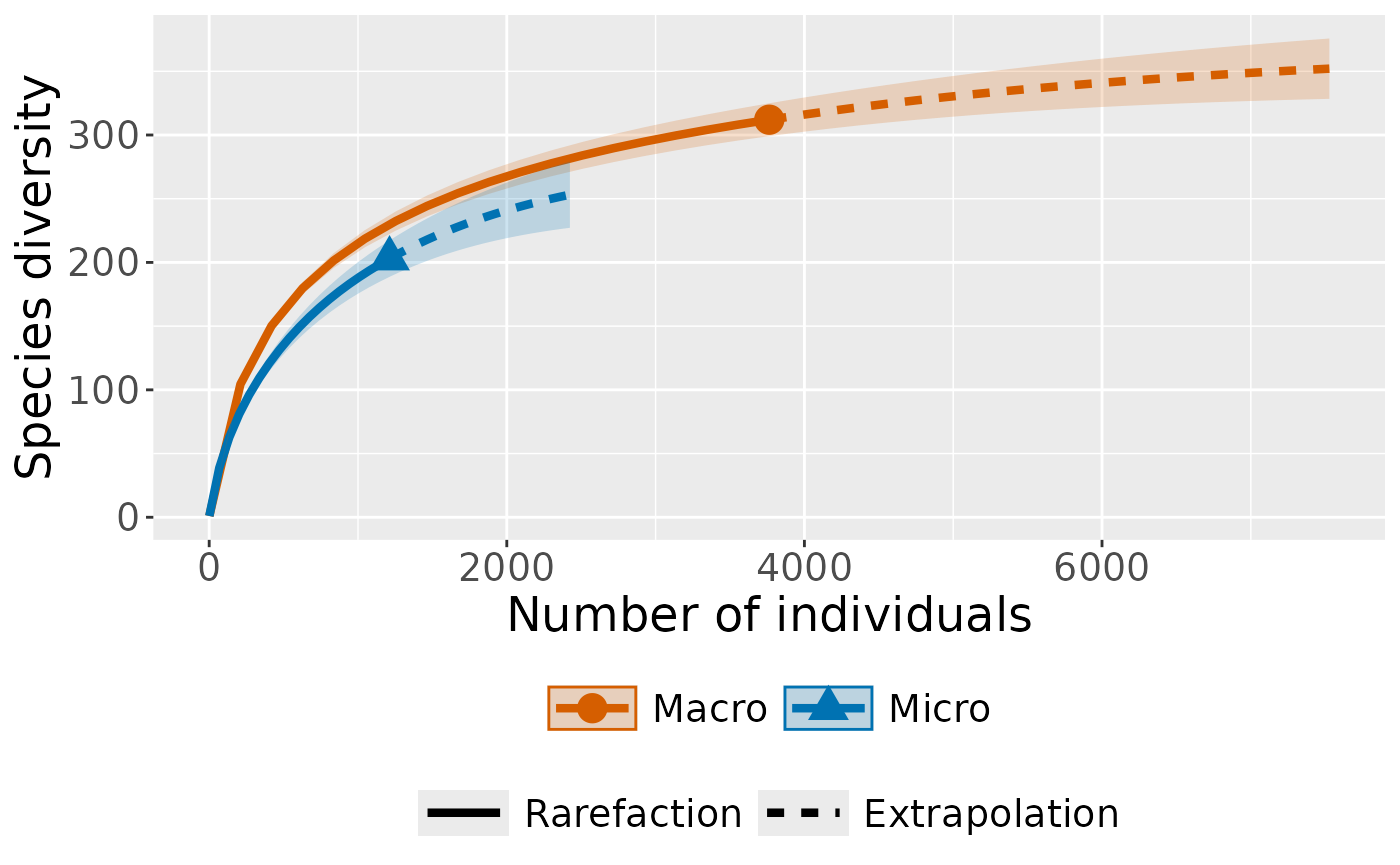 Species diversity
300
200
100
0
0 2000 4000 6000
Number of individuals
Macro Micro
Rarefaction Extrapolation